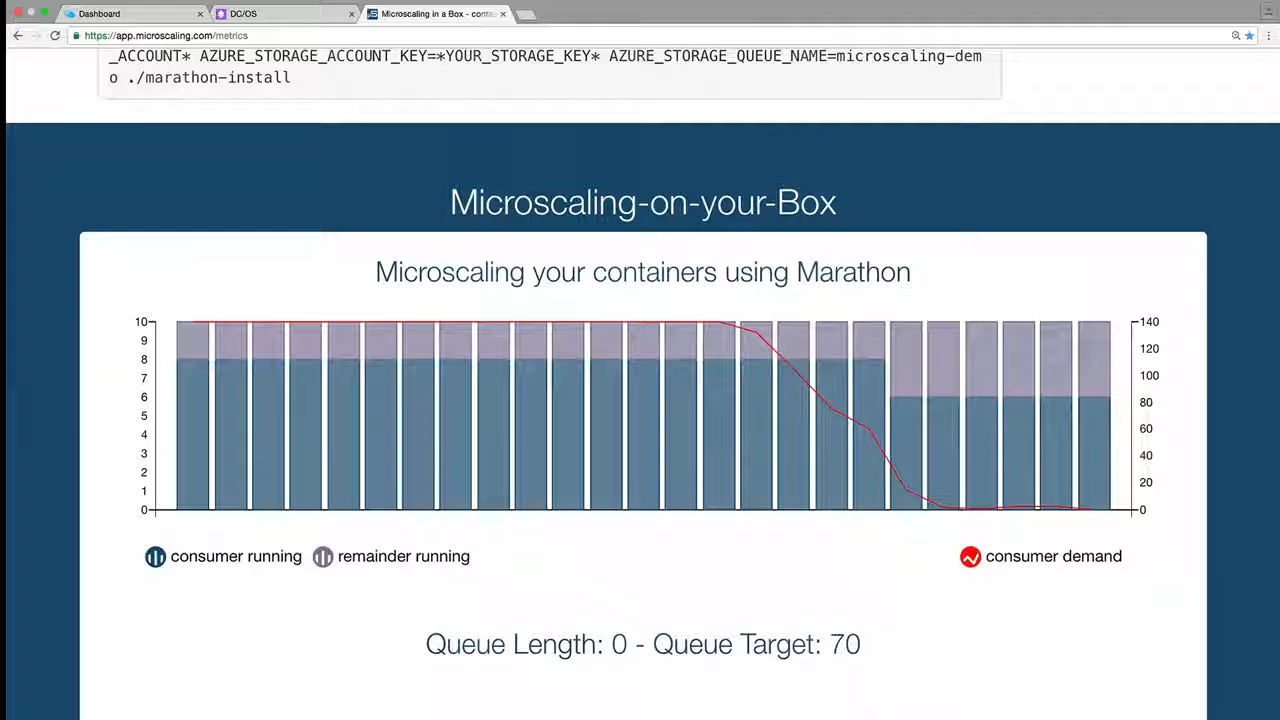 Dashboard
DC/OS
Microscaling in a Box - conta
https://app.microscaling.com/metrics
_ACCOUNT* AZURE_STORAGE_ACCOUNT_KEY=*YOUR_STORAGE_KEY* AZURE_STORAGE_QUEUE_NAME=microscaling-dem
o ./marathon-install
Microscaling-on-your-Box
Microscaling your containers using Marathon
10
9
8
7
6
5
4
3
2
1
0
140
120
100
80
60
40
20
0
consumer running
remainder running
consumer demand
Queue Length: 0 - Queue Target: 70